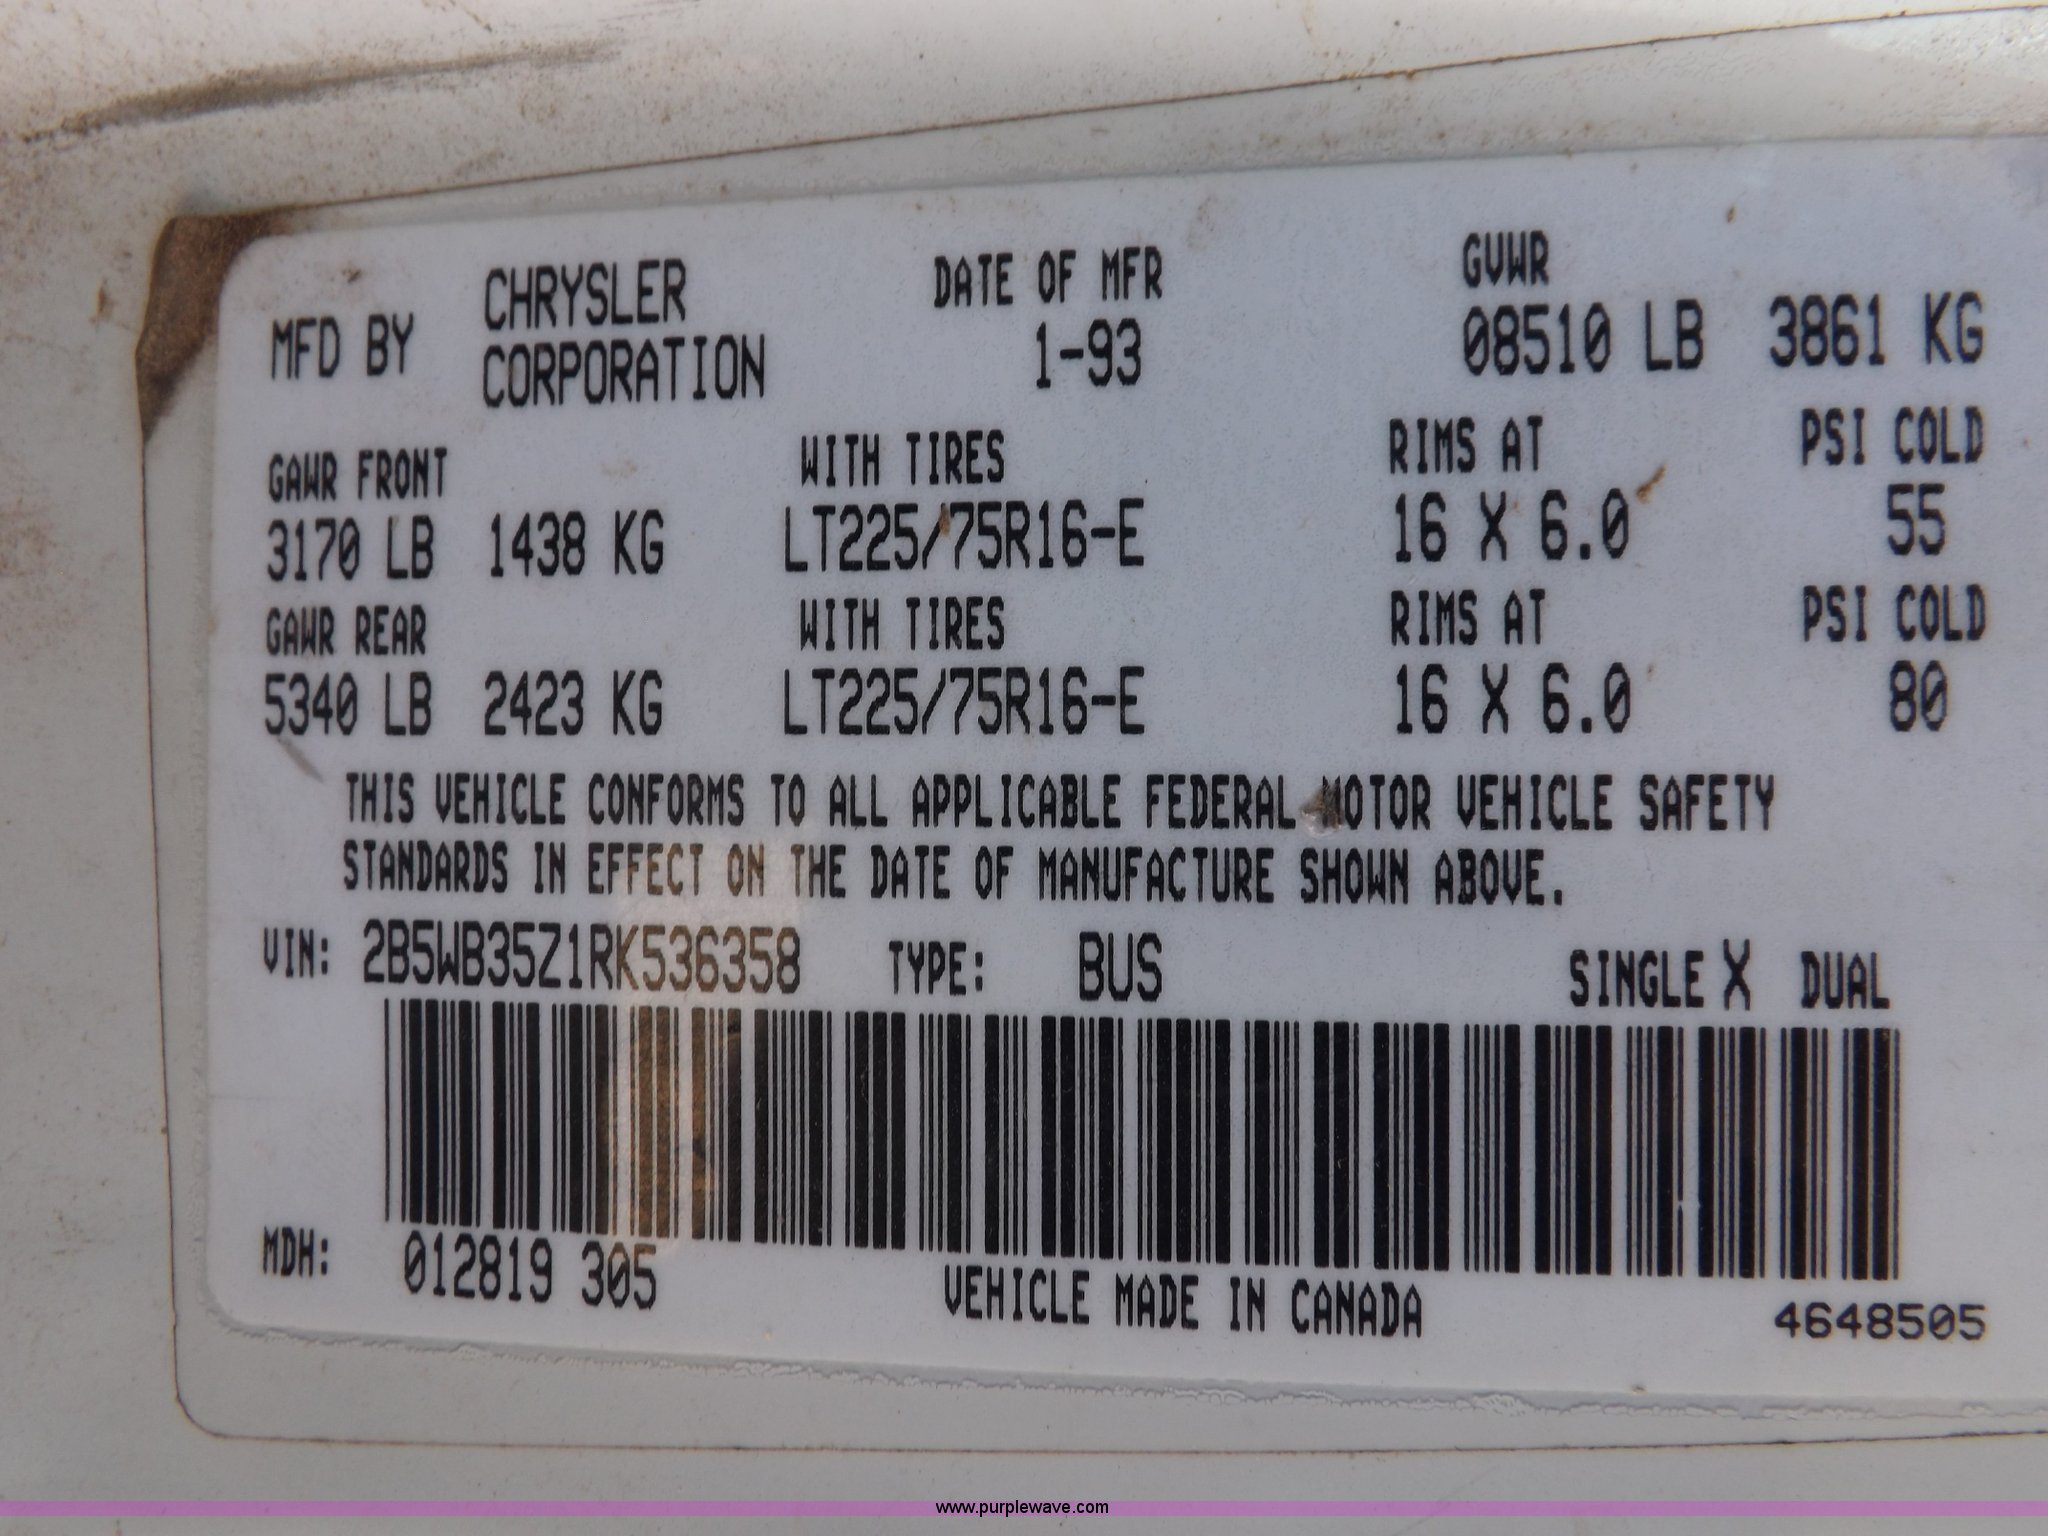 MFD BY CHRYSLER CORPORATION DATE OF MFR 1-93 GVWR 08510 LB 3861 KG
GAWR FRONT WITH TIRES RIMS AT PSI COLD
3170 LB 1438 KG LT225/75R16-E 16 X 6.0 55
GAWR REAR WITH TIRES RIMS AT PSI COLD
5340 LB 2423 KG LT225/75R16-E 16 X 6.0 80
THIS VEHICLE CONFORMS TO ALL APPLICABLE FEDERAL MOTOR VEHICLE SAFETY
STANDARDS IN EFFECT ON THE DATE OF MANUFACTURE SHOWN ABOVE.
VIN: 2B5WB35Z1RK536358 TYPE: BUS SINGLE X DUAL
MDH: 012819 305 VEHICLE MADE IN CANADA 4648505
www.purplewave.com